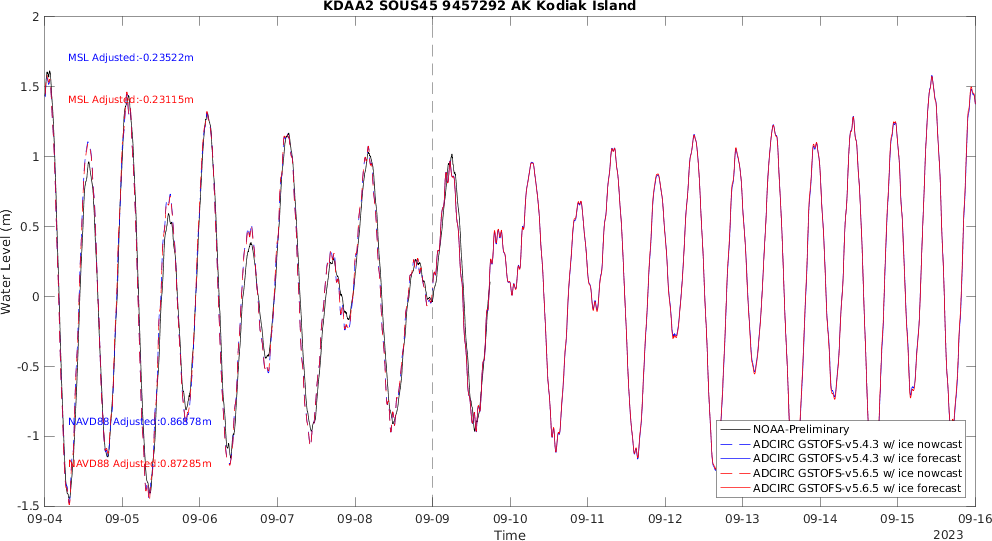 KDAA2 SOUS45 9457292 AK Kodiak Island
2
1.5
1
0.5
0
-0.5
-1
-1.5
Water Level (m)
MSL Adjusted:-0.23522m
MSL Adjusted:-0.23115m
NAVD88 Adjusted:0.86878m
NAVD88 Adjusted:0.87285m
NOAA-Preliminary
ADCIRC GSTOFS-v5.4.3 w/ ice nowcast
ADCIRC GSTOFS-v5.4.3 w/ ice forecast
ADCIRC GSTOFS-v5.6.5 w/ ice nowcast
ADCIRC GSTOFS-v5.6.5 w/ ice forecast
09-04 09-05 09-06 09-07 09-08 09-09 09-10 09-11 09-12 09-13 09-14 09-15 09-16
Time
2023